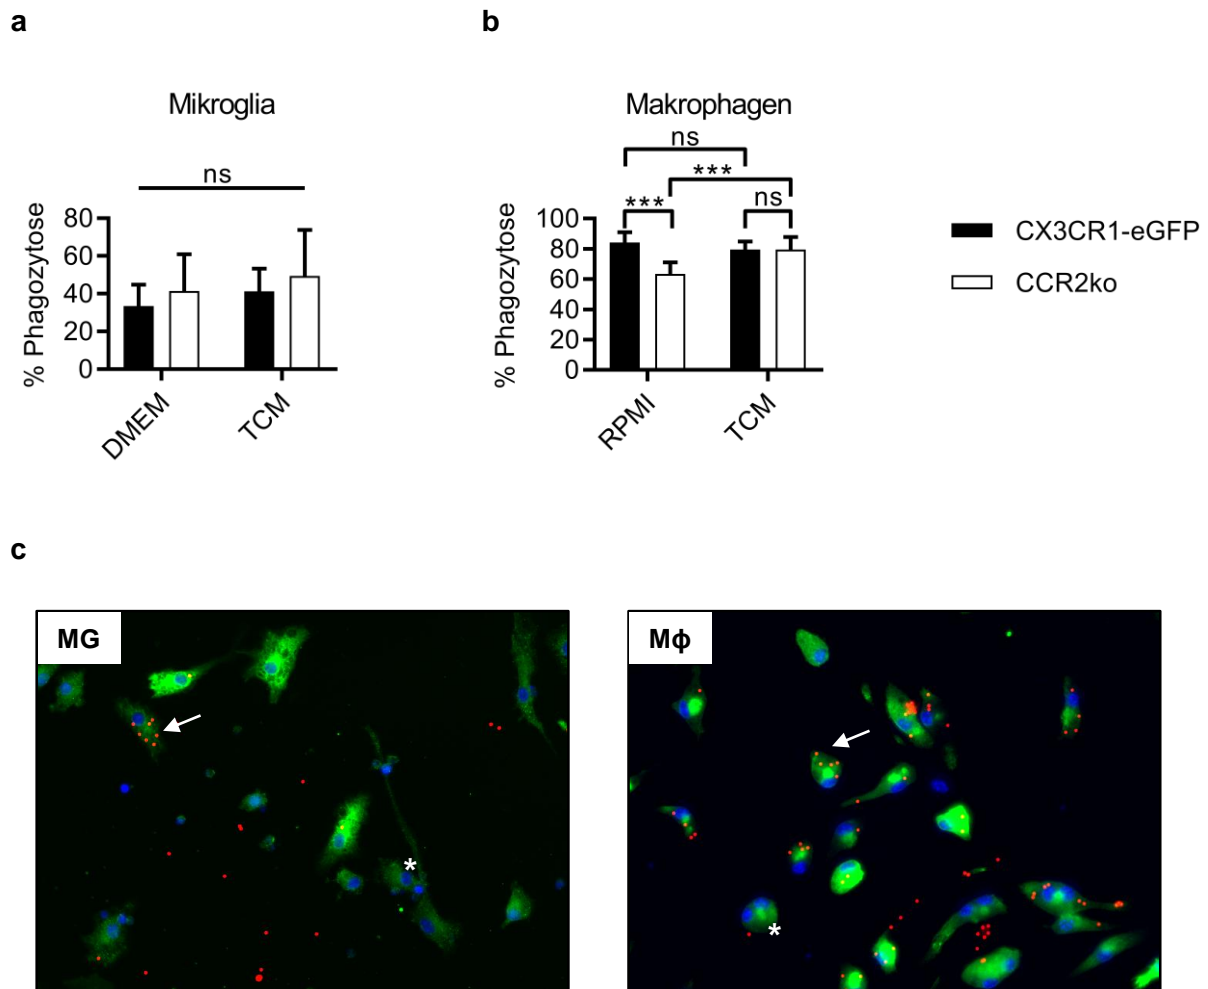 a
b
Mikroglia
Makrophagen
ns
% Phagozytose
80
60
40
20
0
DMEM
TCM
ns
***
***
ns
% Phagozytose
100
80
60
40
20
0
RPMI
TCM
CX3CR1-eGFP
CCR2ko
c
MG
*
Mϕ
*